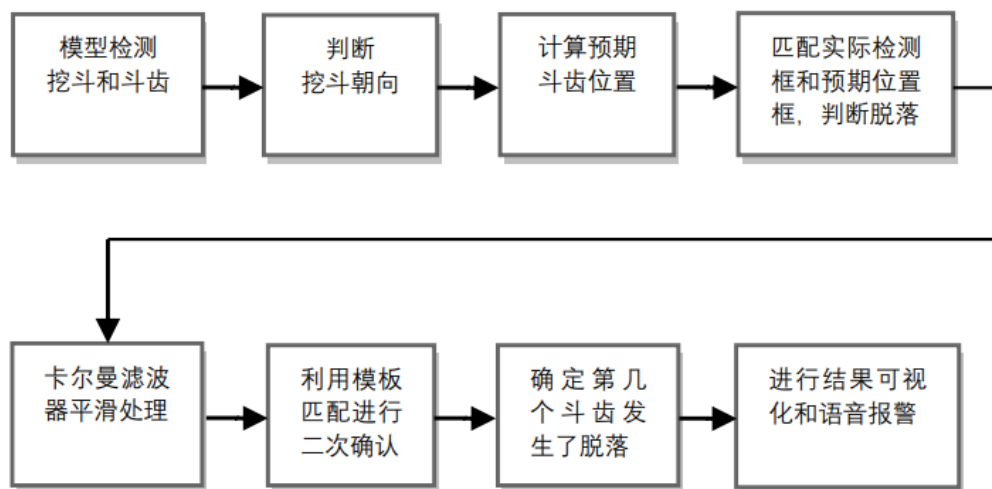 模型检测
挖斗和斗齿
判断
挖斗朝向
计算预期
斗齿位置
匹配实际检测
框和预期位置
框，判断脱落
卡尔曼滤波
器平滑处理
利用模板
匹配进行
二次确认
确定第几
个斗齿发
生了脱落
进行结果可视
化和语音报警